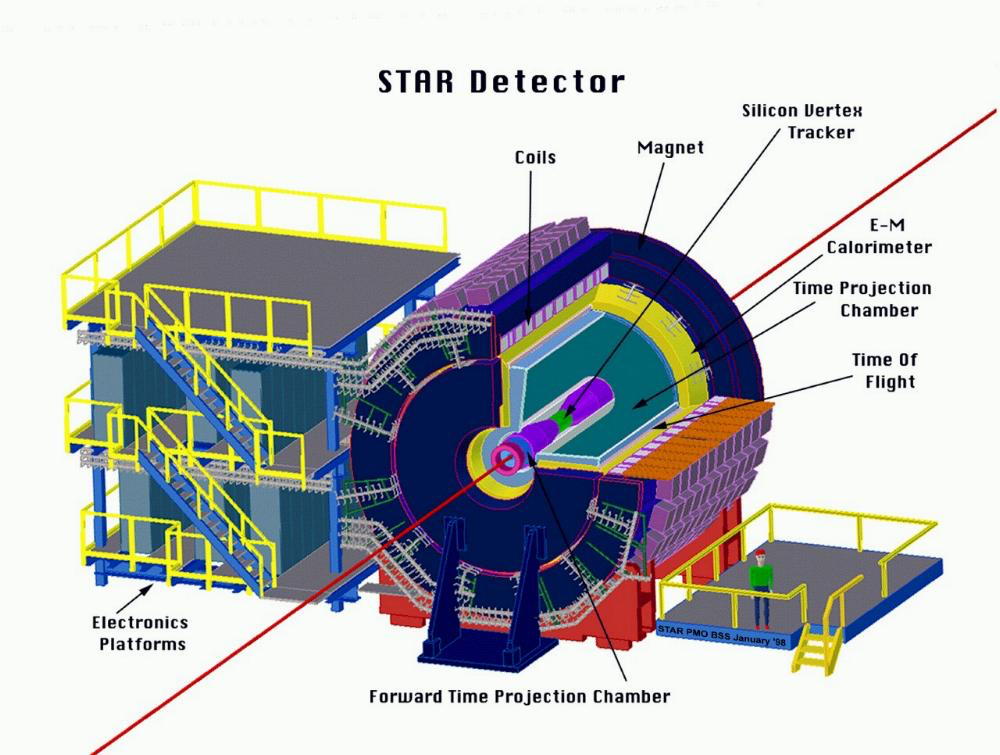 STAR Detector
Silicon Vertex
Tracker
Coils
Magnet
E-M
Calorimeter
Time Projection
Chamber
Time Of
Flight
Electronics
Platforms
STAR PMO BSS January '98
Forward Time Projection Chamber